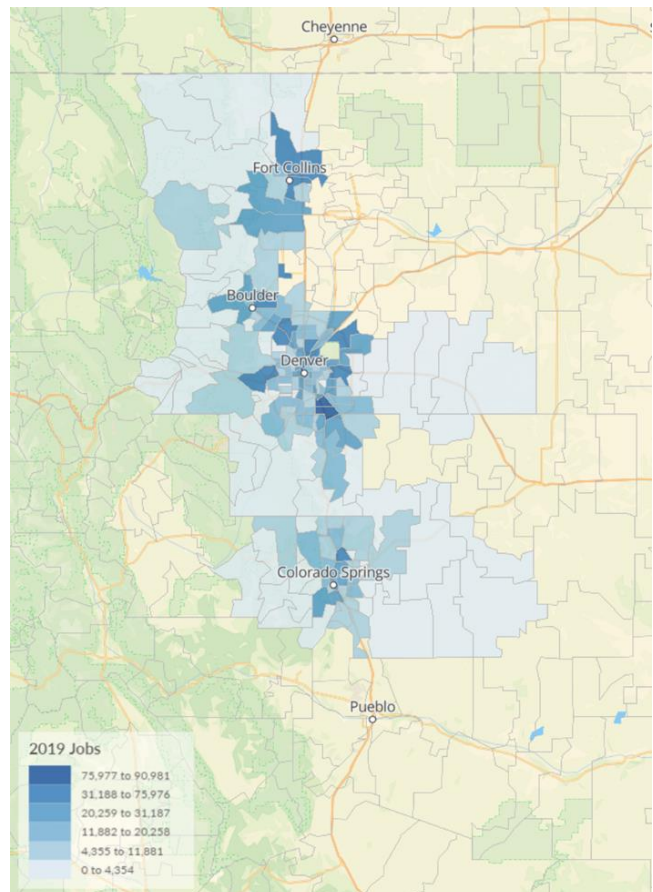 Cheyenne
Fort Collins
Boulder
Denver
Colorado Springs
Pueblo
2019 Jobs
75,977 to 90,981
31,188 to 75,976
20,259 to 31,187
11,882 to 20,258
4,355 to 11,881
0 to 4,354